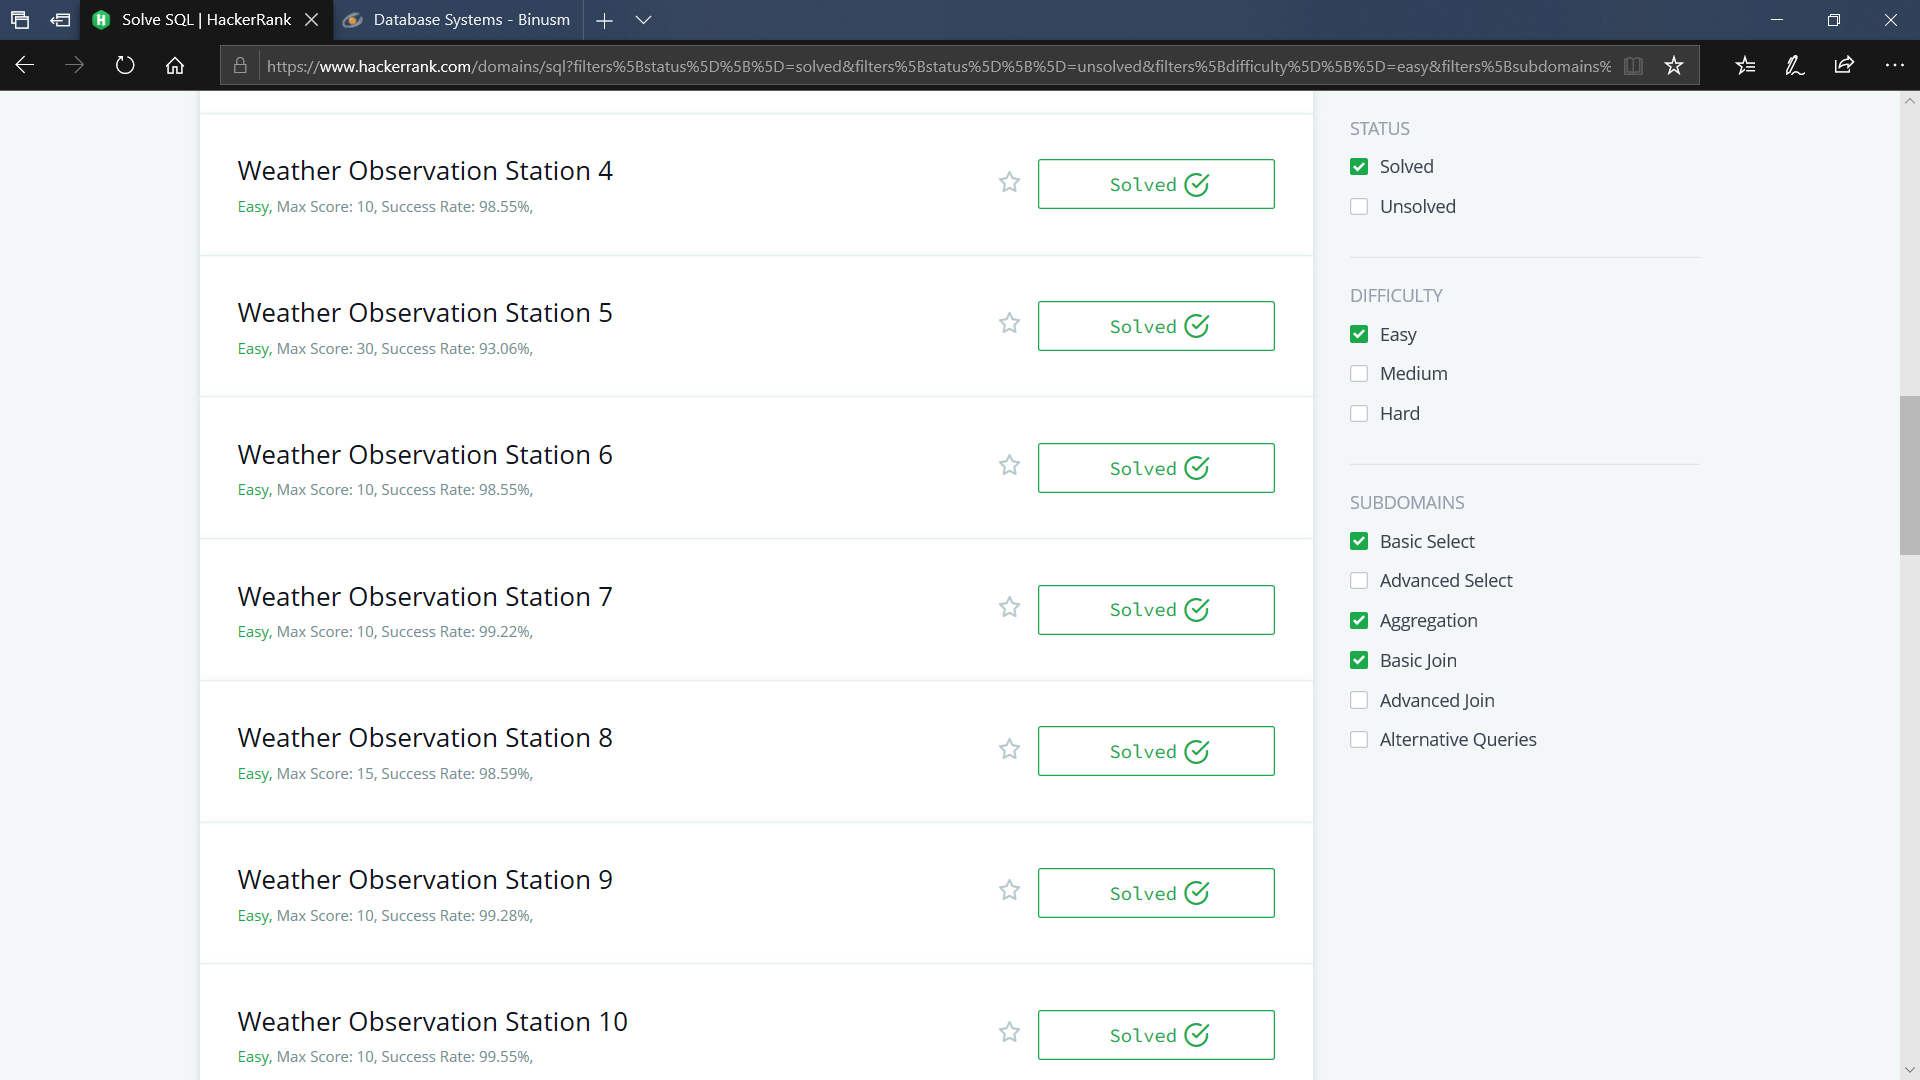 Solve SQL | HackerRank
Database Systems - Binusm
https://www.hackerrank.com/domains/sql?filters%5Bstatus%5D%5B%5D=solved&filters%5Bstatus%5D%5B%5D=unsolved&filters%5Bdifficulty%5D%5B%5D=easy&filters%5Bsubdomains%
Weather Observation Station 4
Easy, Max Score: 10, Success Rate: 98.55%,
Solved
Weather Observation Station 5
Easy, Max Score: 30, Success Rate: 93.06%,
Solved
Weather Observation Station 6
Easy, Max Score: 10, Success Rate: 98.55%,
Solved
Weather Observation Station 7
Easy, Max Score: 10, Success Rate: 99.22%,
Solved
Weather Observation Station 8
Easy, Max Score: 15, Success Rate: 98.59%,
Solved
Weather Observation Station 9
Easy, Max Score: 10, Success Rate: 99.28%,
Solved
Weather Observation Station 10
Easy, Max Score: 10, Success Rate: 99.55%,
Solved
STATUS
Solved
Unsolved
DIFFICULTY
Easy
Medium
Hard
SUBDOMAINS
Basic Select
Advanced Select
Aggregation
Basic Join
Advanced Join
Alternative Queries